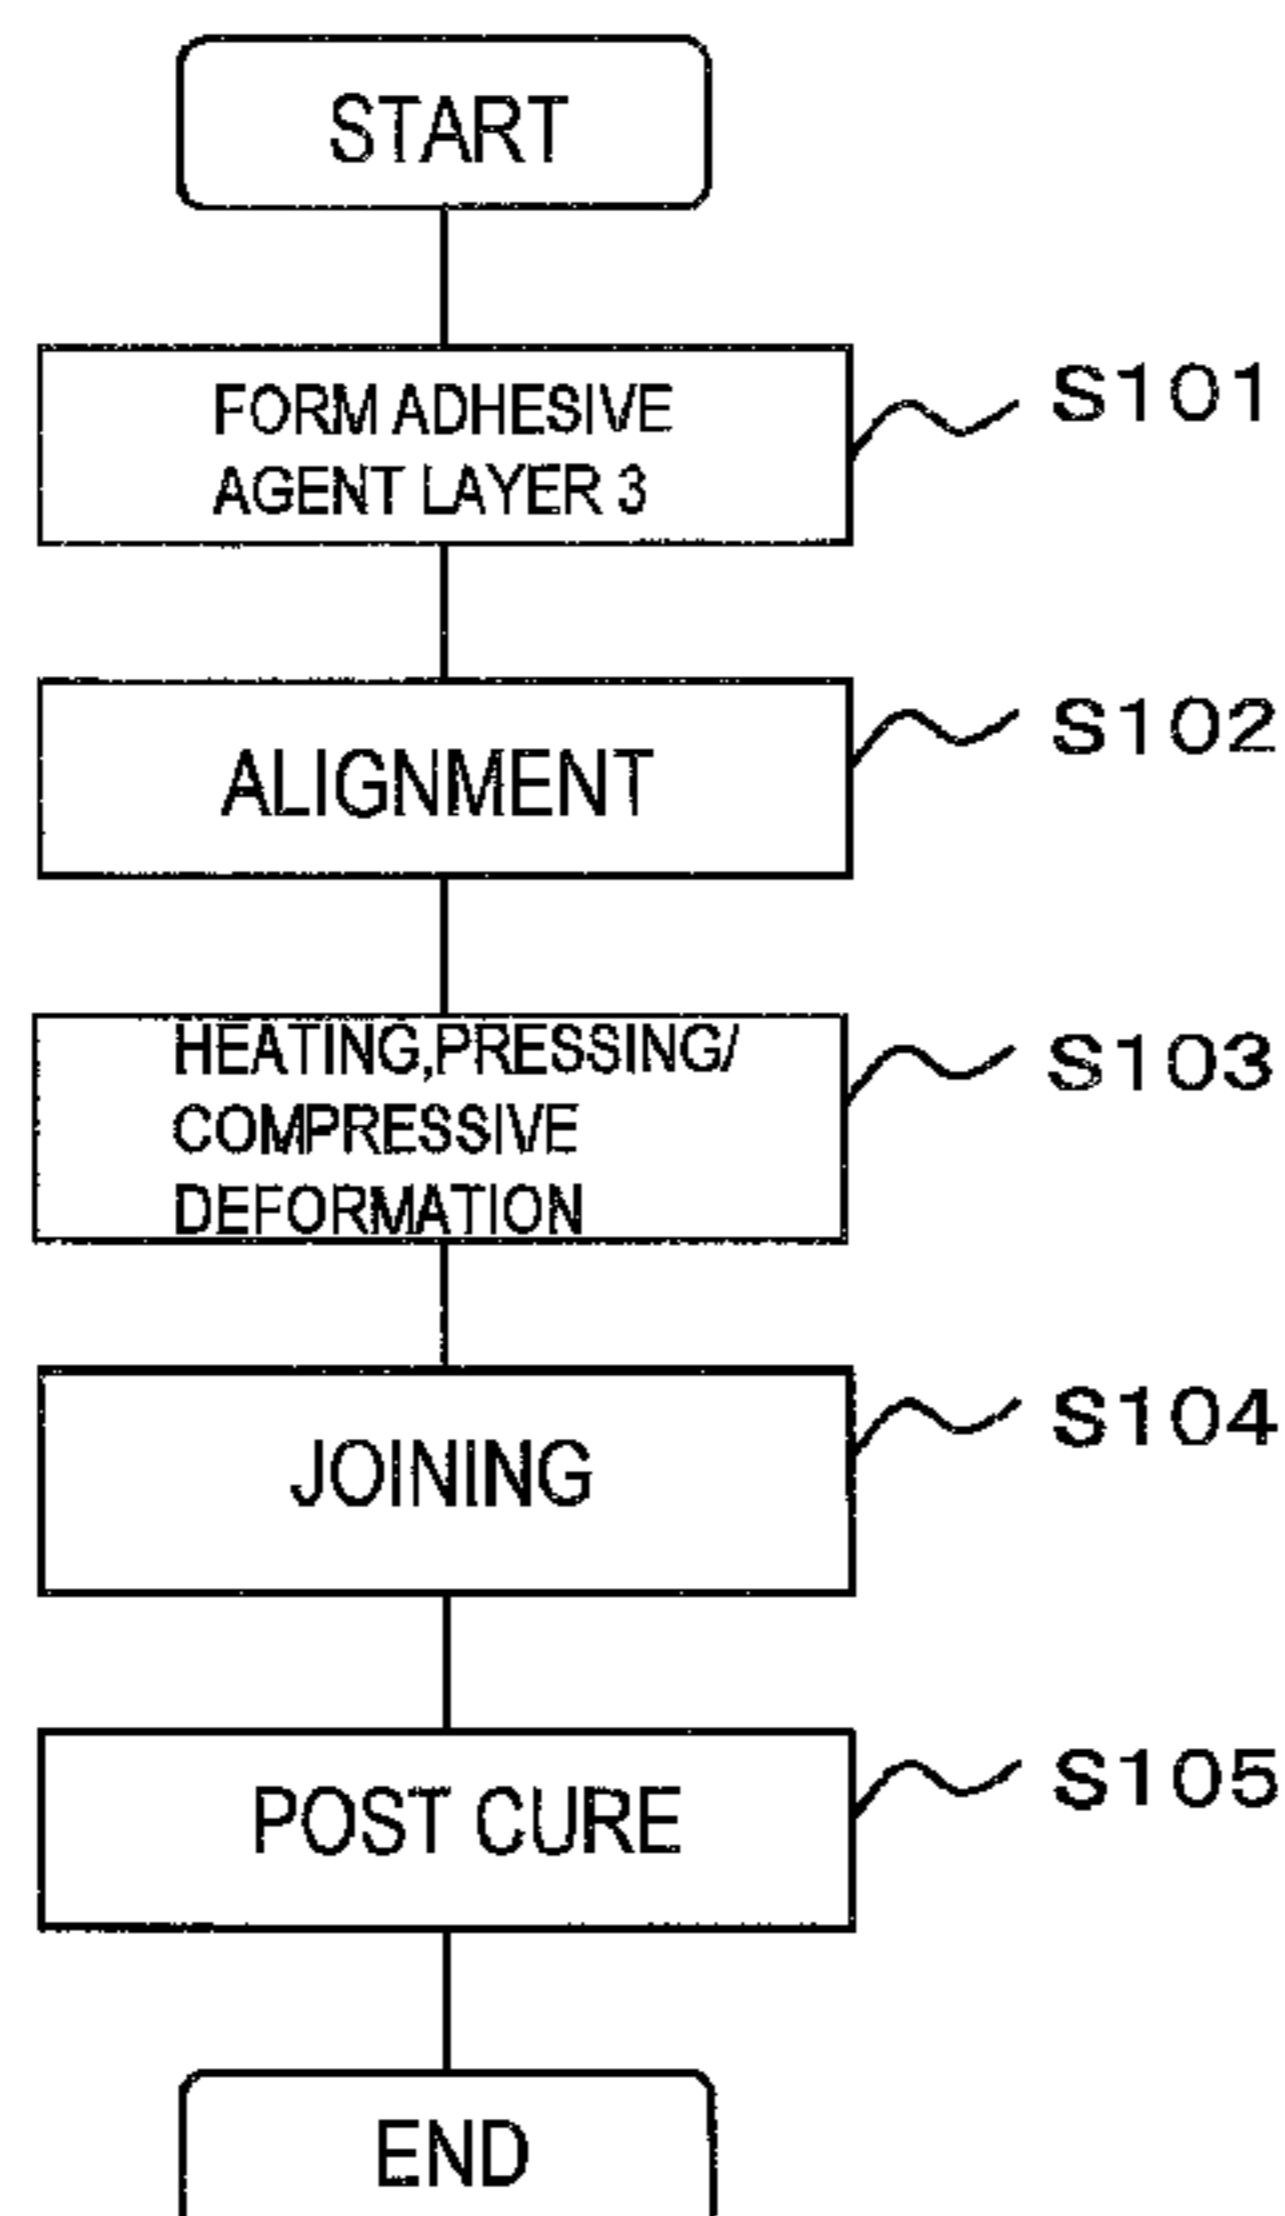 START
FORM ADHESIVE
AGENT LAYER 3
S101
ALIGNMENT
S102
HEATING,PRESSING/
COMPRESSIVE
DEFORMATION
S103
JOINING
S104
POST CURE
S105
END